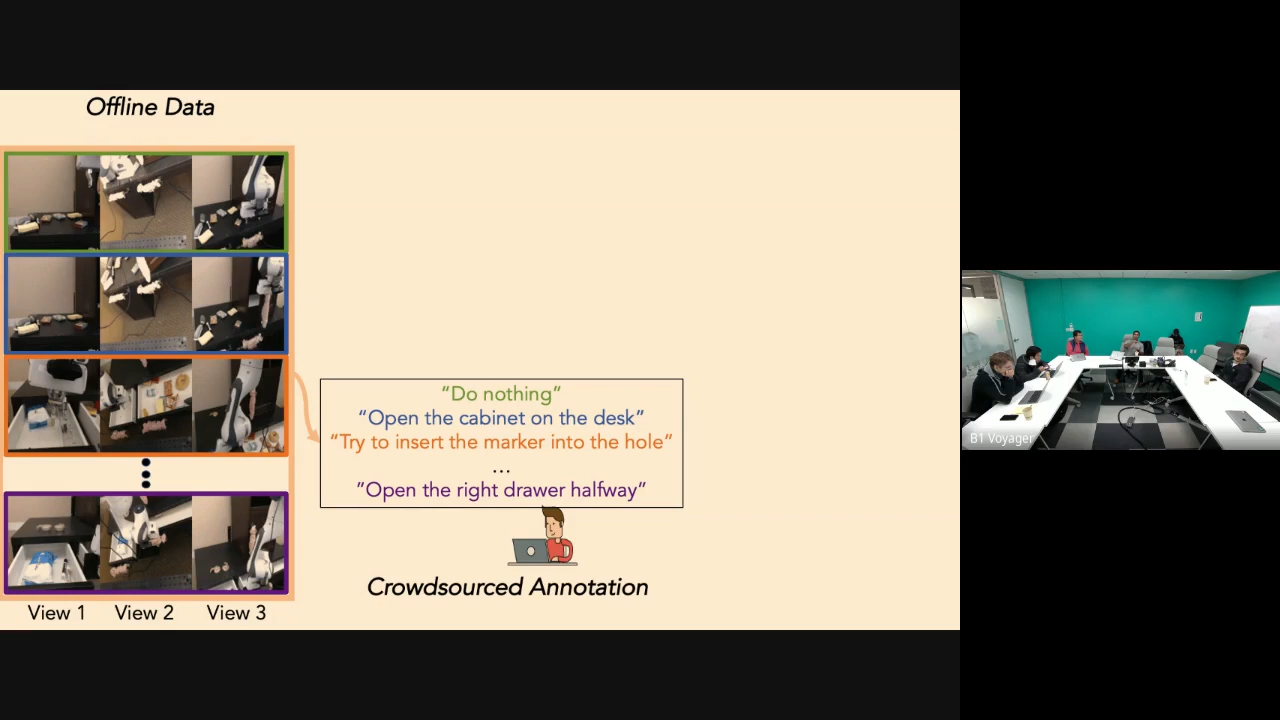 Offline Data
“Do nothing”
“Open the cabinet on the desk”
“Try to insert the marker into the hole”
...
“Open the right drawer halfway”
Crowdsourced Annotation
View 1
View 2
View 3
B1 Voyager